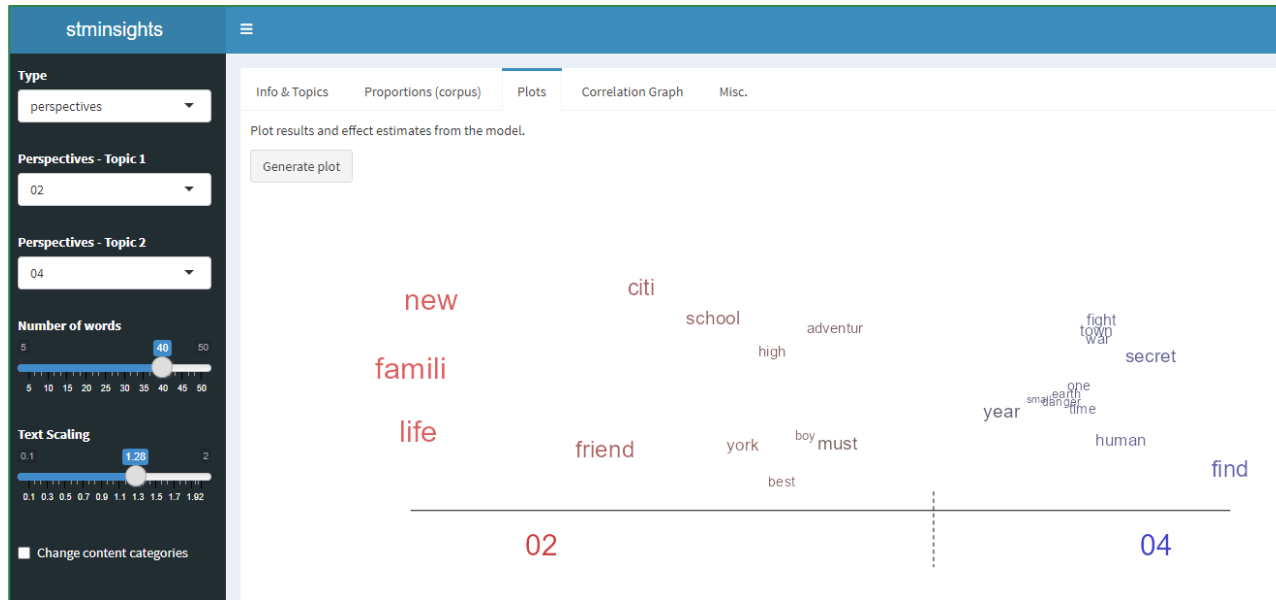 stminsights
Type
perspectives
Perspectives - Topic 1
02
Perspectives - Topic 2
04
Number of words
5 40 50
5 10 15 20 25 30 35 40 45 50
Text Scaling
0.1 1.28 2
0.1 0.3 0.5 0.7 0.9 1.1 1.3 1.5 1.7 1.92
Change content categories
Info & Topics Proportions (corpus) Plots Correlation Graph Misc.
Plot results and effect estimates from the model.
Generate plot
new
citi
school
adventur
high
famili
life
friend
york
boy
must
best
fight
town
war
secret
one
earth
small
danger
time
year
human
find
02
04